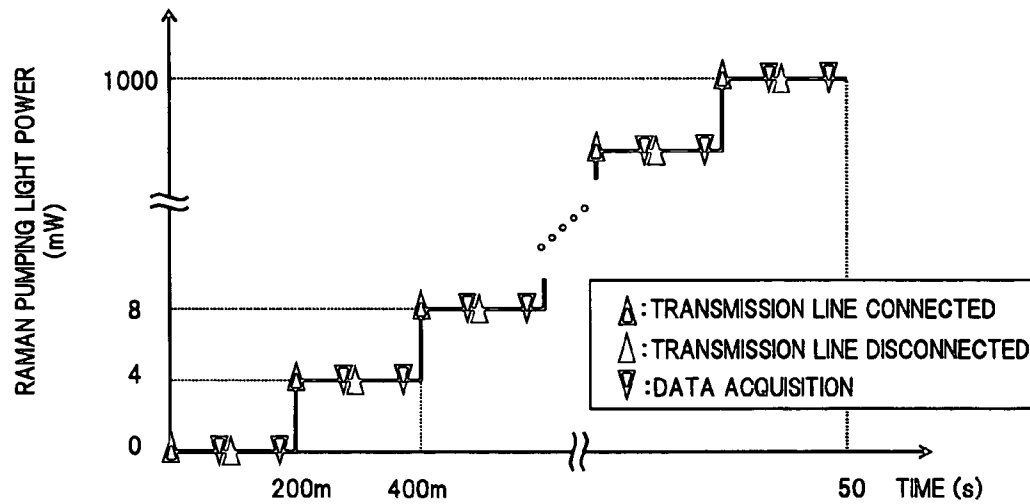 RAMAN PUMPING LIGHT POWER
(mW)
1000
8
4
0
200m
400m
50
TIME (s)
:TRANSMISSION LINE CONNECTED
:TRANSMISSION LINE DISCONNECTED
:DATA ACQUISITION